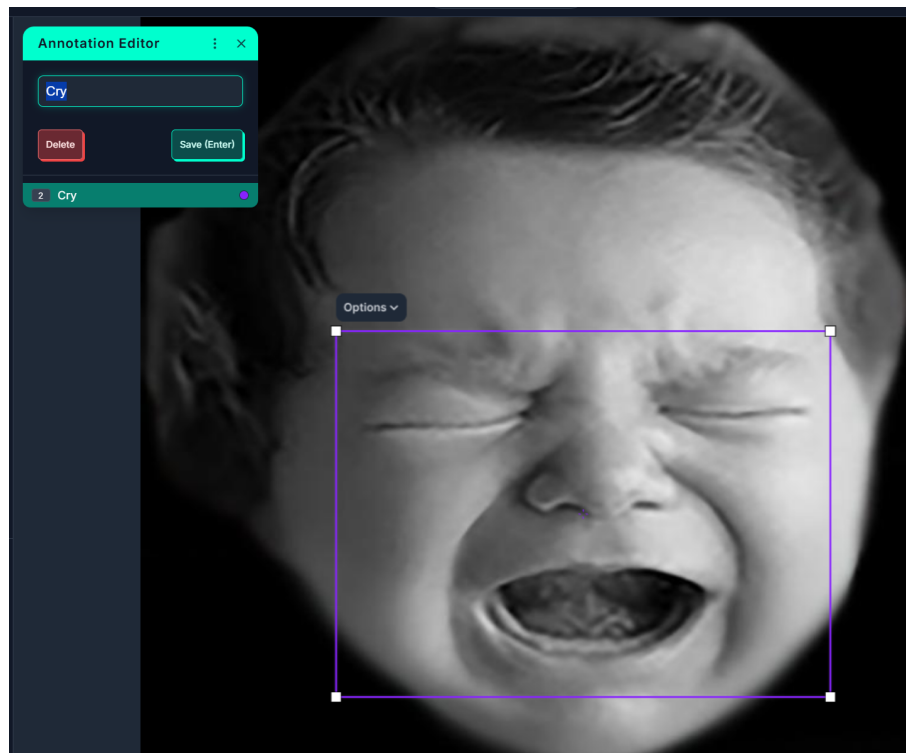 Annotation Editor
Cry
Delete
Save (Enter)
2 Cry
Options